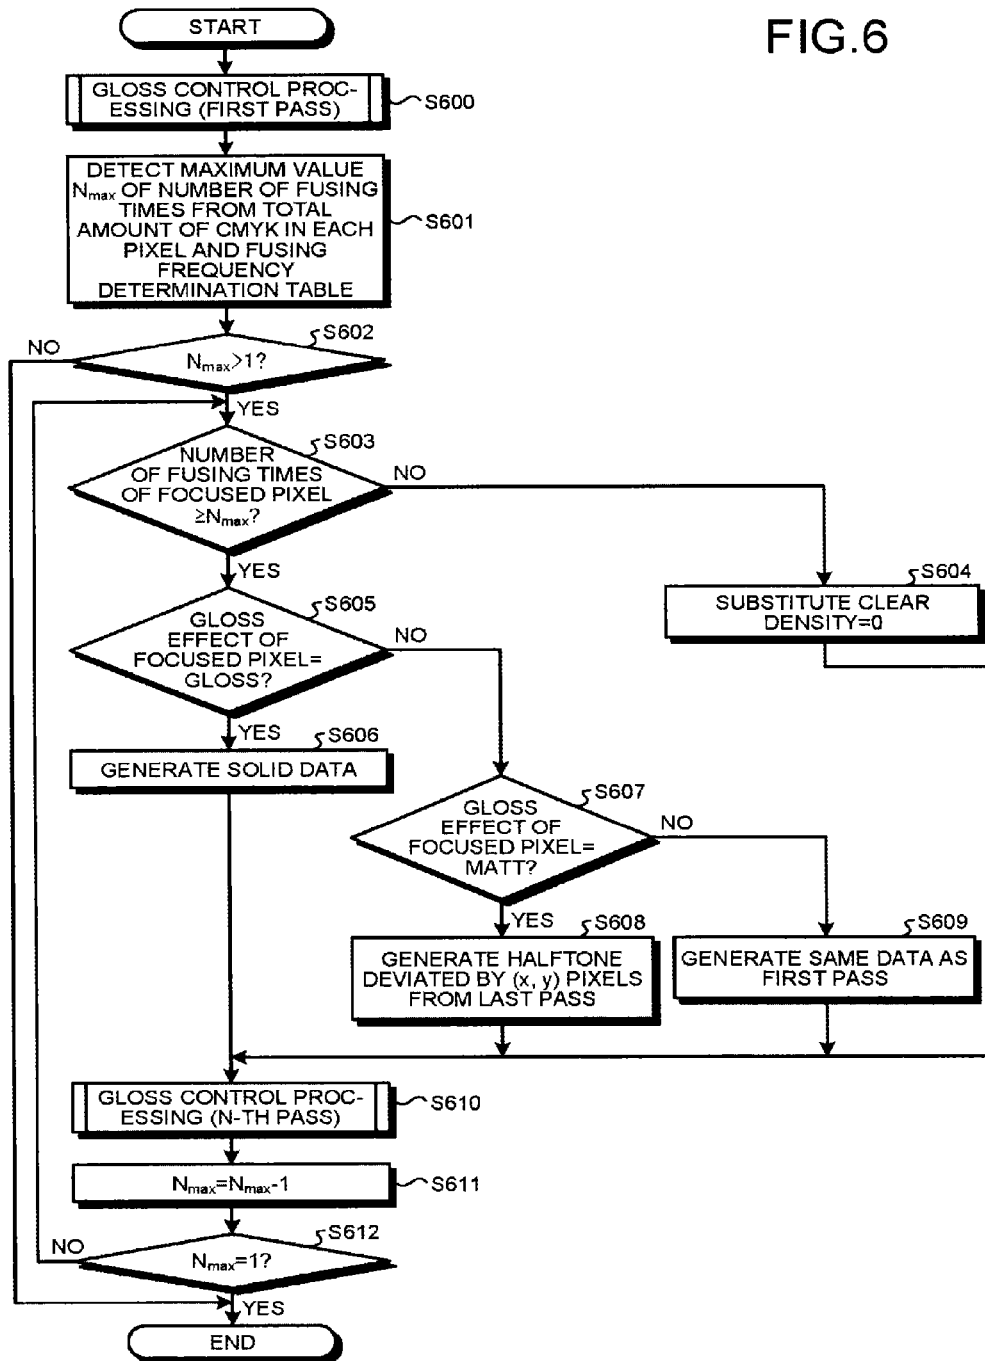 FIG.6
START
GLOSS CONTROL PROC-
ESSING (FIRST PASS)
S600
DETECT MAXIMUM VALUE
Nmax OF NUMBER OF FUSING
TIMES FROM TOTAL
AMOUNT OF CMYK IN EACH
PIXEL AND FUSING
FREQUENCY
DETERMINATION TABLE
S601
S602
NO
Nmax>1?
YES
S603
NUMBER
OF FUSING TIMES
OF FOCUSED PIXEL
≥Nmax?
NO
YES
S604
SUBSTITUTE CLEAR
DENSITY=0
S605
GLOSS
EFFECT OF
FOCUSED PIXEL=
GLOSS?
NO
YES
S606
GENERATE SOLID DATA
S607
GLOSS
EFFECT OF
FOCUSED PIXEL=
MATT?
NO
YES
S608
GENERATE HALFTONE
DEVIATED BY (x, y) PIXELS
FROM LAST PASS
S609
GENERATE SAME DATA AS
FIRST PASS
GLOSS CONTROL PROC-
ESSING (N-TH PASS)
S610
Nmax=Nmax-1
S611
S612
NO
Nmax=1?
YES
END